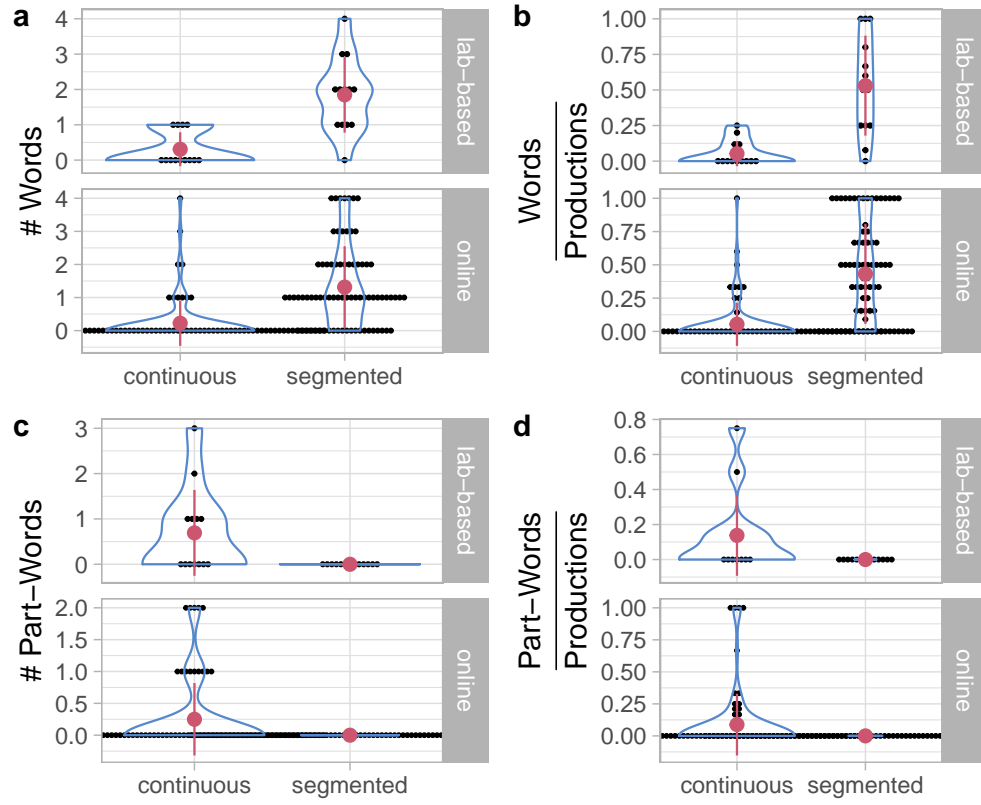 a
# Words
4
3
2
1
0
lab−based
4
3
2
1
0
online
continuous
segmented
b
Words
Productions
1.00
0.75
0.50
0.25
0.00
lab−based
1.00
0.75
0.50
0.25
0.00
online
continuous
segmented
c
# Part−Words
3
2
1
0
lab−based
2.0
1.5
1.0
0.5
0.0
online
continuous
segmented
d
Part−Words
Productions
0.8
0.6
0.4
0.2
0.0
lab−based
1.00
0.75
0.50
0.25
0.00
online
continuous
segmented